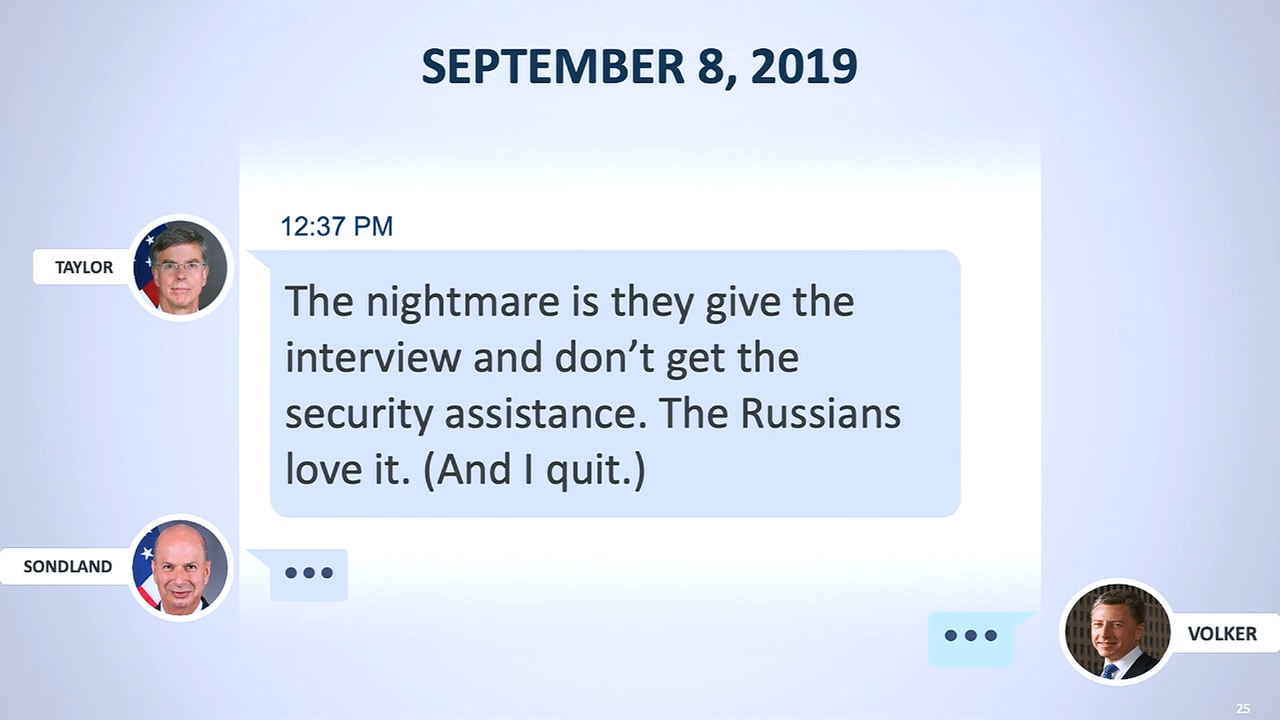 SEPTEMBER 8, 2019
12:37 PM
TAYLOR
The nightmare is they give the
interview and don’t get the
security assistance. The Russians
love it. (And I quit.)
SONDLAND
VOLKER
25